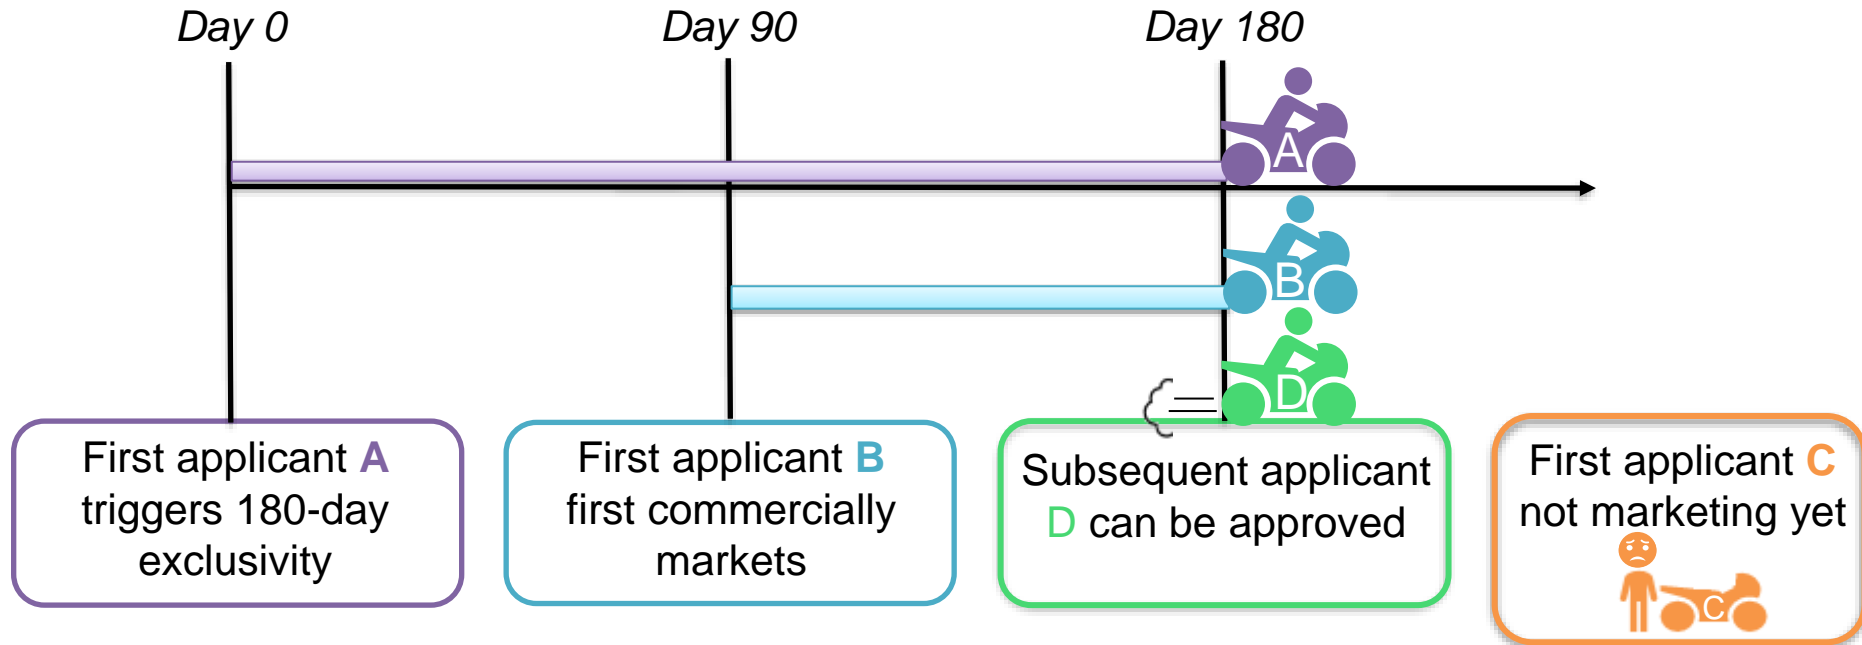 Day 0
Day 90
Day 180
A
B
D
First applicant A
triggers 180-day
exclusivity
First applicant B
first commercially
markets
Subsequent applicant
D can be approved
First applicant C
not marketing yet
C